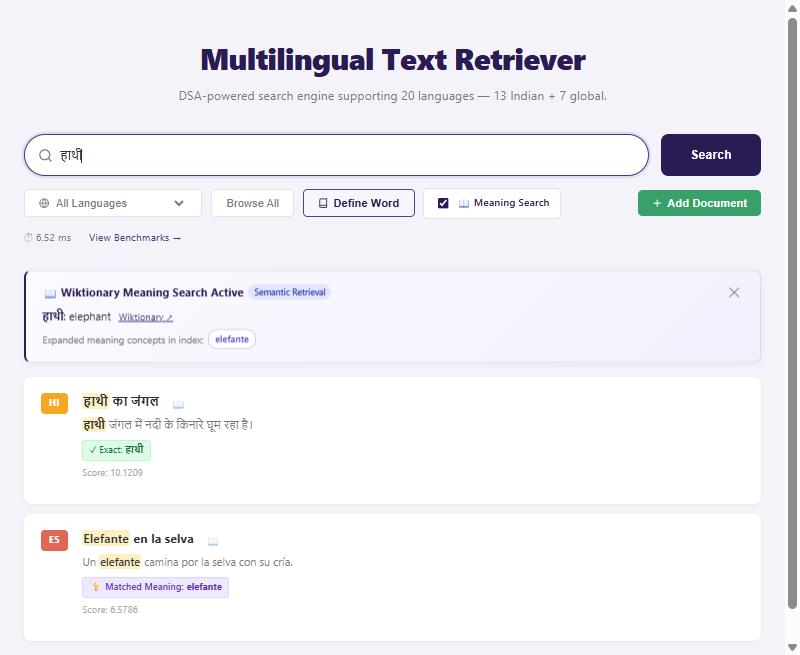 Multilingual Text Retriever
DSA-powered search engine supporting 20 languages — 13 Indian + 7 global.
हाथी
Search
All Languages
Browse All
Define Word
Meaning Search
+ Add Document
6.52 ms
View Benchmarks →
Wiktionary Meaning Search Active
Semantic Retrieval
हाथी: elephant Wiktionary ↗
Expanded meaning concepts in index: elefante
HI
हाथी का जंगल
हाथी जंगल में नदी के किनारे घूम रहा है।
✓ Exact: हाथी
Score: 10.1209
ES
Elefante en la selva
Un elefante camina por la selva con su cría.
Matched Meaning: elefante
Score: 6.5786